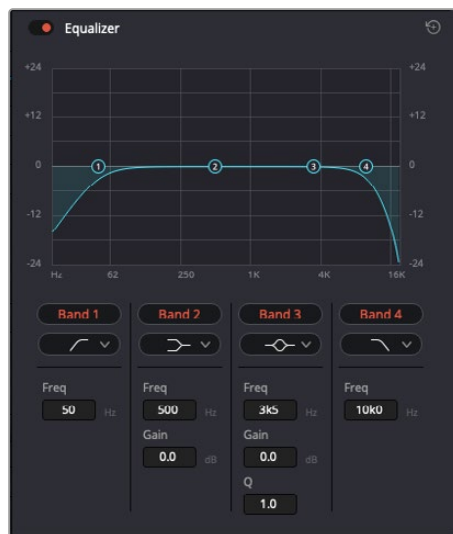 Equalizer
+24 +24
+12 +12
0 1 2 3 4 0
-12 -12
-24 -24
Hz 62 250 1K 4K 16K
Band 1 Band 2 Band 3 Band 4
Freq Freq Freq Freq
50 Hz 500 Hz 3k5 Hz 10k0 Hz
Gain Gain
0.0 dB 0.0 dB
Q
1.0